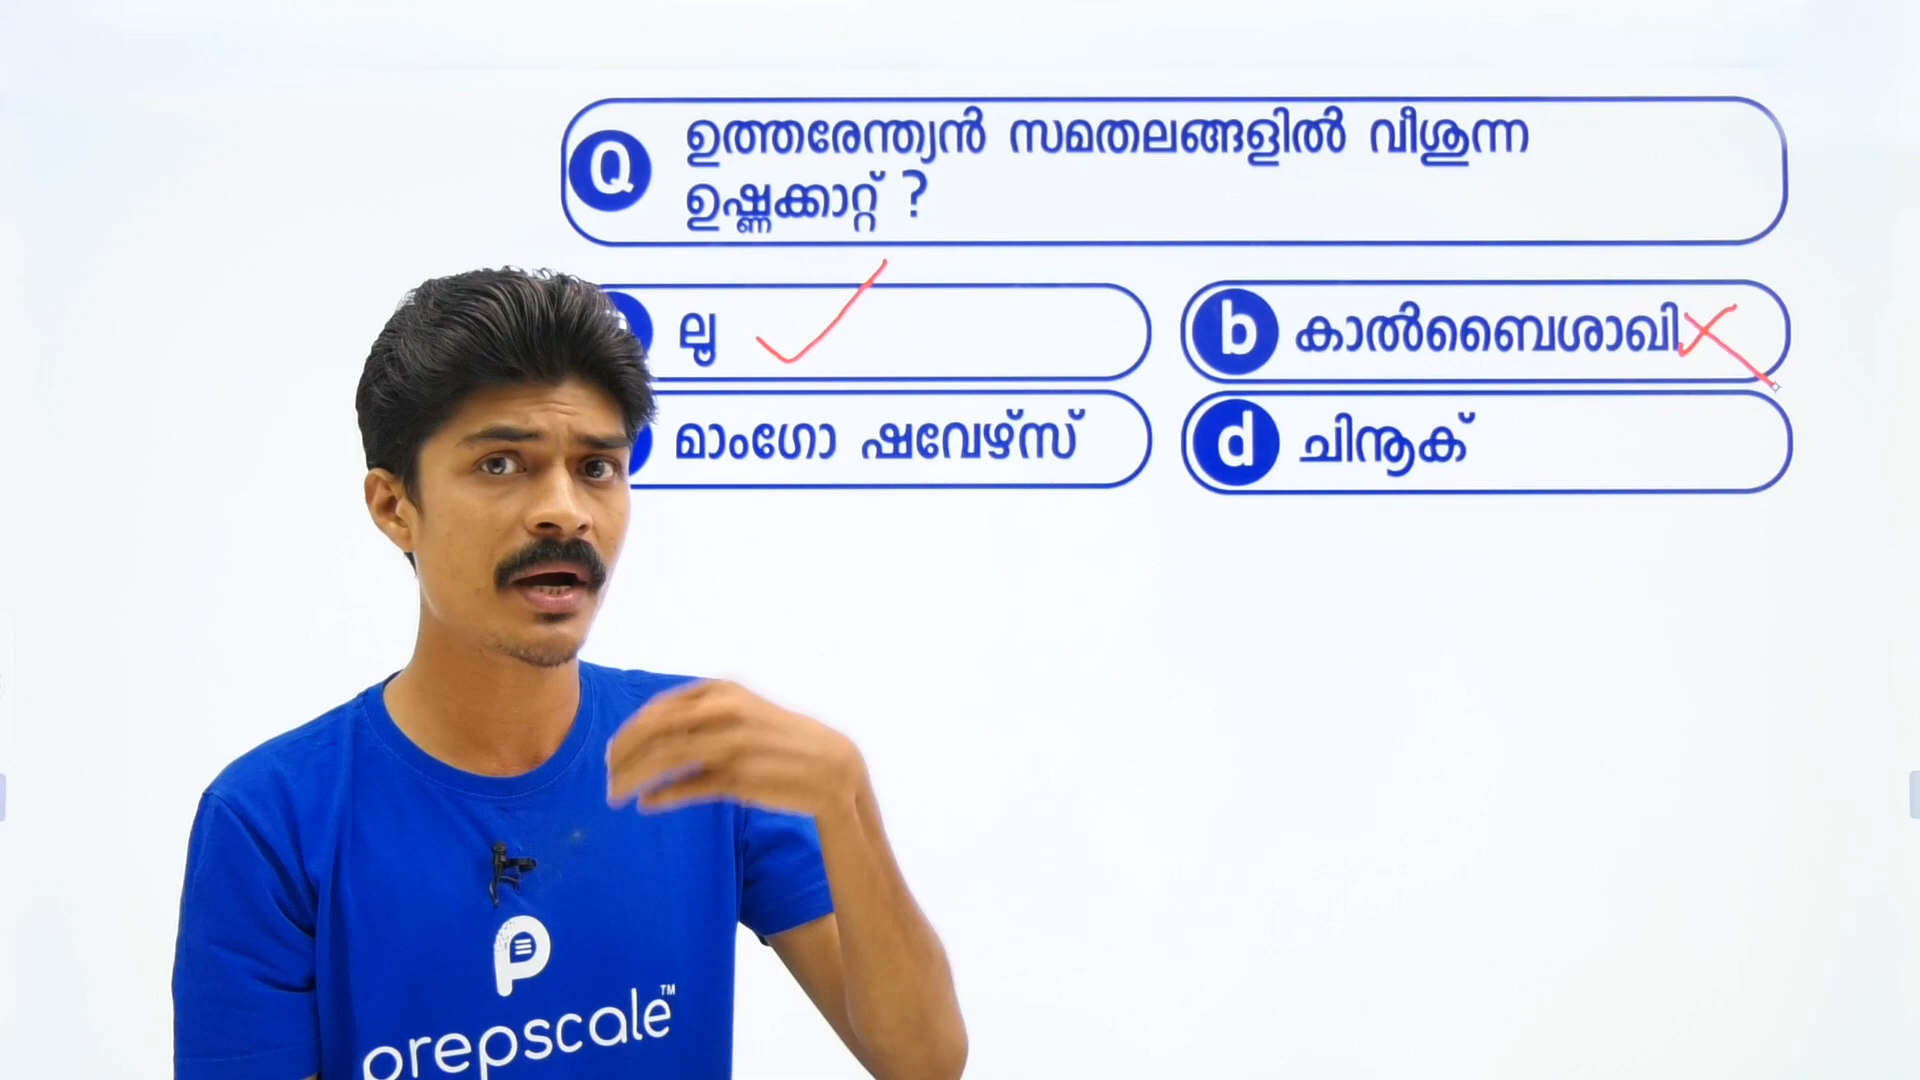 Q ഉത്തരേന്ത്യൻ സമതലങ്ങളിൽ വീശുന്ന
ഉഷ്ണക്കാറ്റ് ?
ലൂ
b കാൽബൈശാഖി
മാംഗോ ഷവേഴ്സ്
d ചിനൂക്
prepscale™